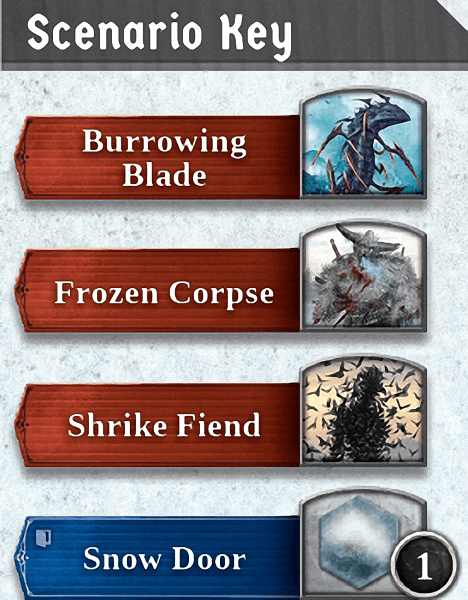 Scenario Key
Burrowing
Blade
Frozen Corpse
Shrike Fiend
Snow Door
1